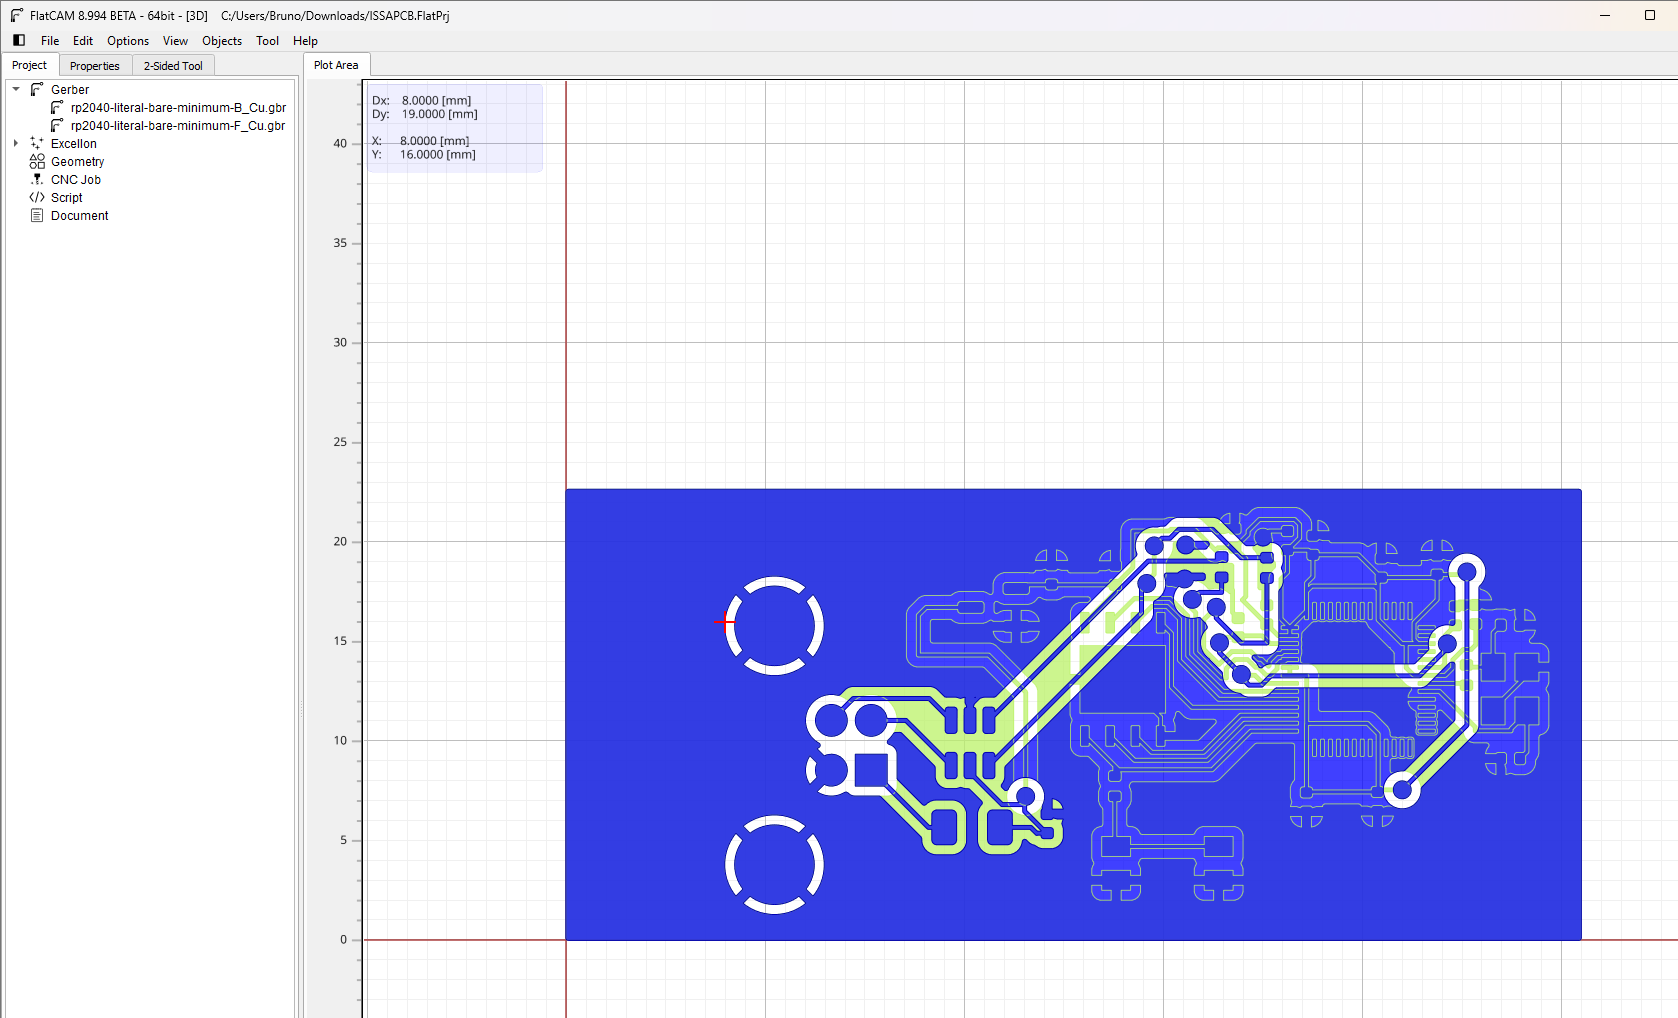 FlatCAM 8.994 BETA - 64bit - [3D]    C:/Users/Bruno/Downloads/ISSAPCB.FlatPrj
File Edit Options View Objects Tool Help
Project Properties 2-Sided Tool Plot Area
Gerber
rp2040-literal-bare-minimum-B_Cu.gbr
rp2040-literal-bare-minimum-F_Cu.gbr
Excellon
Geometry
CNC Job
Script
Document
Dx: 8.0000 [mm]
Dy: 19.0000 [mm]
X: 8.0000 [mm]
Y: 16.0000 [mm]
40
35
30
25
20
15
10
5
0